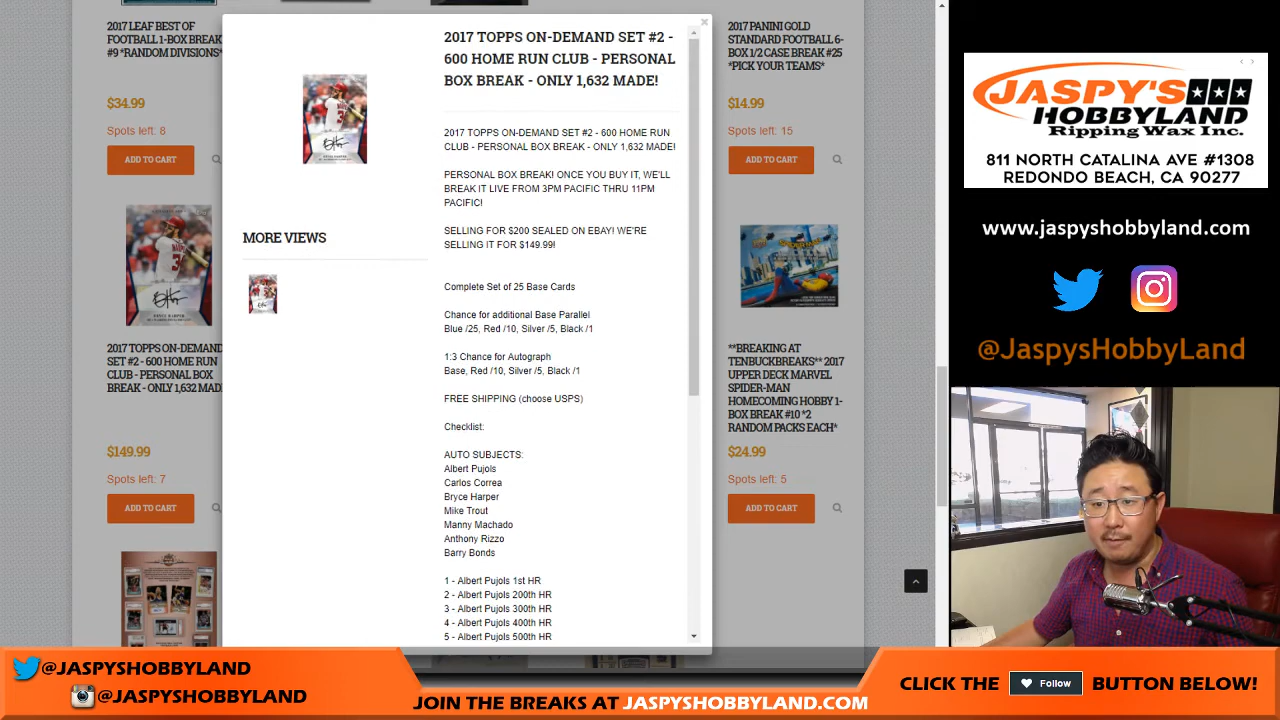 2017 LEAF BEST OF
FOOTBALL 1-BOX BREAK
#9 *RANDOM DIVISIONS*
$34.99
Spots left: 8
ADD TO CART
2017 TOPPS ON-DEMAND
SET #2 - 600 HOME RUN
CLUB - PERSONAL BOX
BREAK - ONLY 1,632 MADE!
$149.99
Spots left: 7
ADD TO CART
2017 TOPPS ON-DEMAND SET #2 -
600 HOME RUN CLUB - PERSONAL
BOX BREAK - ONLY 1,632 MADE!
MORE VIEWS
2017 TOPPS ON-DEMAND SET #2 - 600 HOME RUN
CLUB - PERSONAL BOX BREAK - ONLY 1,632 MADE!
PERSONAL BOX BREAK! ONCE YOU BUY IT, WE'LL
BREAK IT LIVE FROM 3PM PACIFIC THRU 11PM
PACIFIC!
SELLING FOR $200 SEALED ON EBAY! WE'RE
SELLING IT FOR $149.99!
Complete Set of 25 Base Cards
Chance for additional Base Parallel
Blue /25, Red /10, Silver /5, Black /1
1:3 Chance for Autograph
Base, Red /10, Silver /5, Black /1
FREE SHIPPING (choose USPS)
Checklist:
AUTO SUBJECTS:
Albert Pujols
Carlos Correa
Bryce Harper
Mike Trout
Manny Machado
Anthony Rizzo
Barry Bonds
1 - Albert Pujols 1st HR
2 - Albert Pujols 200th HR
3 - Albert Pujols 300th HR
4 - Albert Pujols 400th HR
5 - Albert Pujols 500th HR
2017 PANINI GOLD
STANDARD FOOTBALL 6-
BOX 1/2 CASE BREAK #25
*PICK YOUR TEAMS*
$14.99
Spots left: 15
ADD TO CART
**BREAKING AT
TENBUCKBREAKS** 2017
UPPER DECK MARVEL
SPIDER-MAN
HOMECOMING HOBBY 1-
BOX BREAK #10 *2
RANDOM PACKS EACH*
$24.99
Spots left: 5
ADD TO CART
JASPY'S
HOBBYLAND
Ripping Wax Inc.
811 NORTH CATALINA AVE #1308
REDONDO BEACH, CA 90277
www.jaspyshobbyland.com
@JaspysHobbyLand
@JASPYSHOBBYLAND
@JASPYSHOBBYLAND
JOIN THE BREAKS AT JASPYSHOBBYLAND.COM
CLICK THE Follow BUTTON BELOW!